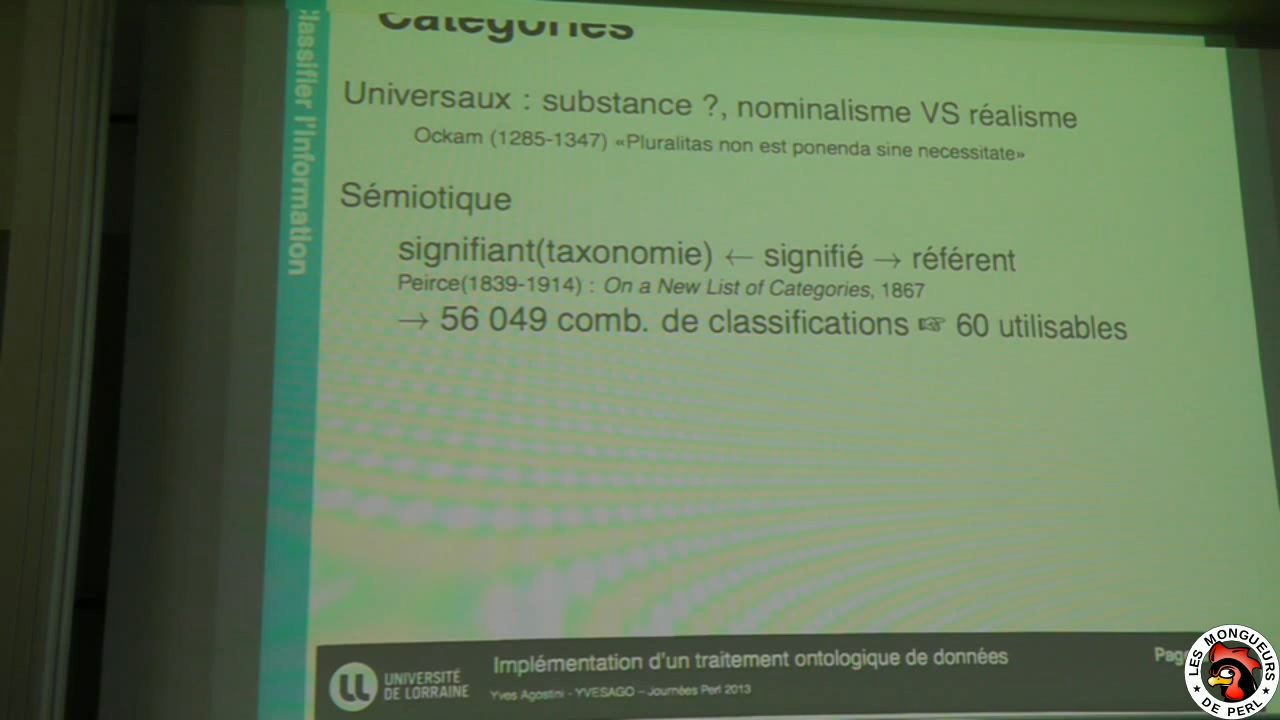 Catégories
Classifier l'Information
Universaux : substance ?, nominalisme VS réalisme
Ockam (1285-1347) «Pluralitas non est ponenda sine necessitate»
Sémiotique
signifiant(taxonomie) ← signifié → référent
Peirce(1839-1914) : On a New List of Categories, 1867
→ 56 049 comb. de classifications ☞ 60 utilisables
UNIVERSITÉ
DE LORRAINE
Implémentation d'un traitement ontologique de données
Yves Agostini - YVESAGO – Journées Perl 2013
LES MONGUEURS
DE PERL